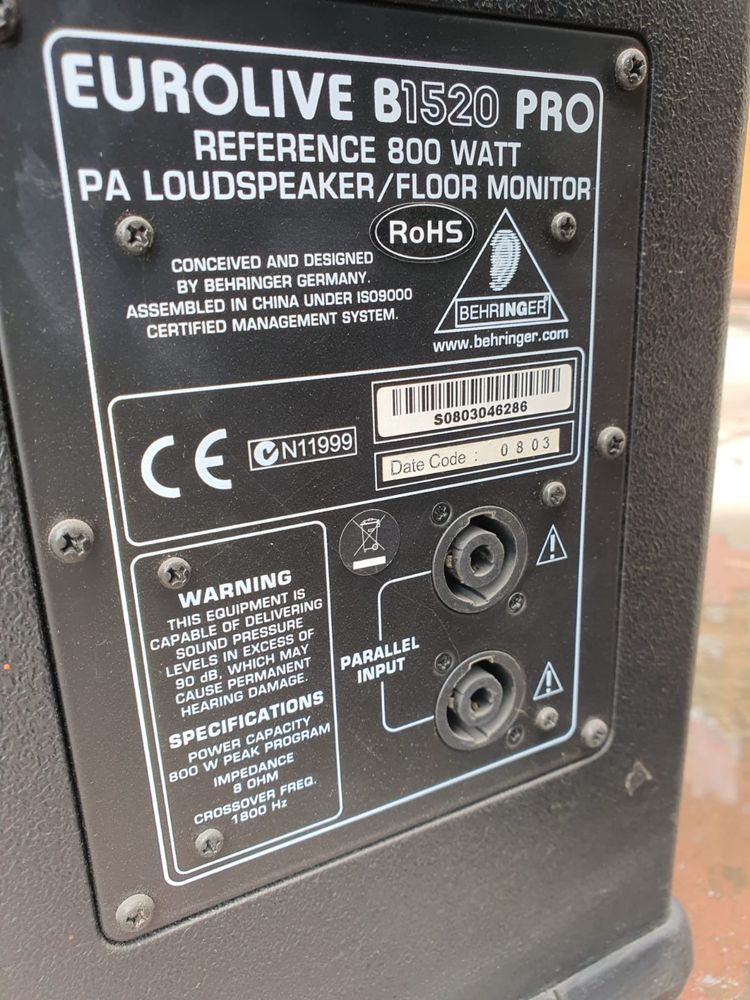 EUROLIVE B1520 PRO
REFERENCE 800 WATT
PA LOUDSPEAKER/FLOOR MONITOR
RoHS
CONCEIVED AND DESIGNED
BY BEHRINGER GERMANY.
ASSEMBLED IN CHINA UNDER ISO9000
CERTIFIED MANAGEMENT SYSTEM.
BEHRINGER
www.behringer.com
CE
N11999
S0803046286
Date Code : 0803
WARNING
THIS EQUIPMENT IS
CAPABLE OF DELIVERING
SOUND PRESSURE
LEVELS IN EXCESS OF
90 dB, WHICH MAY
CAUSE PERMANENT
HEARING DAMAGE.
SPECIFICATIONS
POWER CAPACITY
800 W PEAK PROGRAM
IMPEDANCE
8 OHM
CROSSOVER FREQ.
1800 Hz
PARALLEL
INPUT